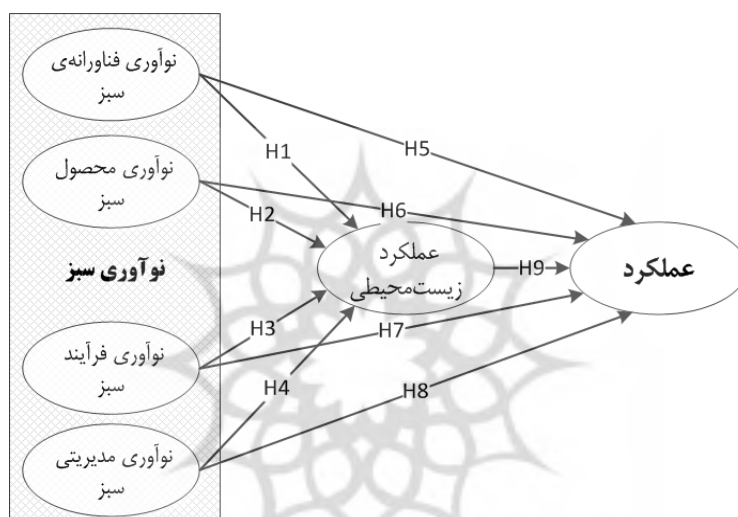 نوآوری فناورانه‌ی
سبز
H1
H5
نوآوری محصول
سبز
H2
H6
نوآوری سبز
عملکرد
زیست‌محیطی
H9
عملکرد
نوآوری فرآیند
سبز
H3
H7
H4
H8
نوآوری مدیریتی
سبز